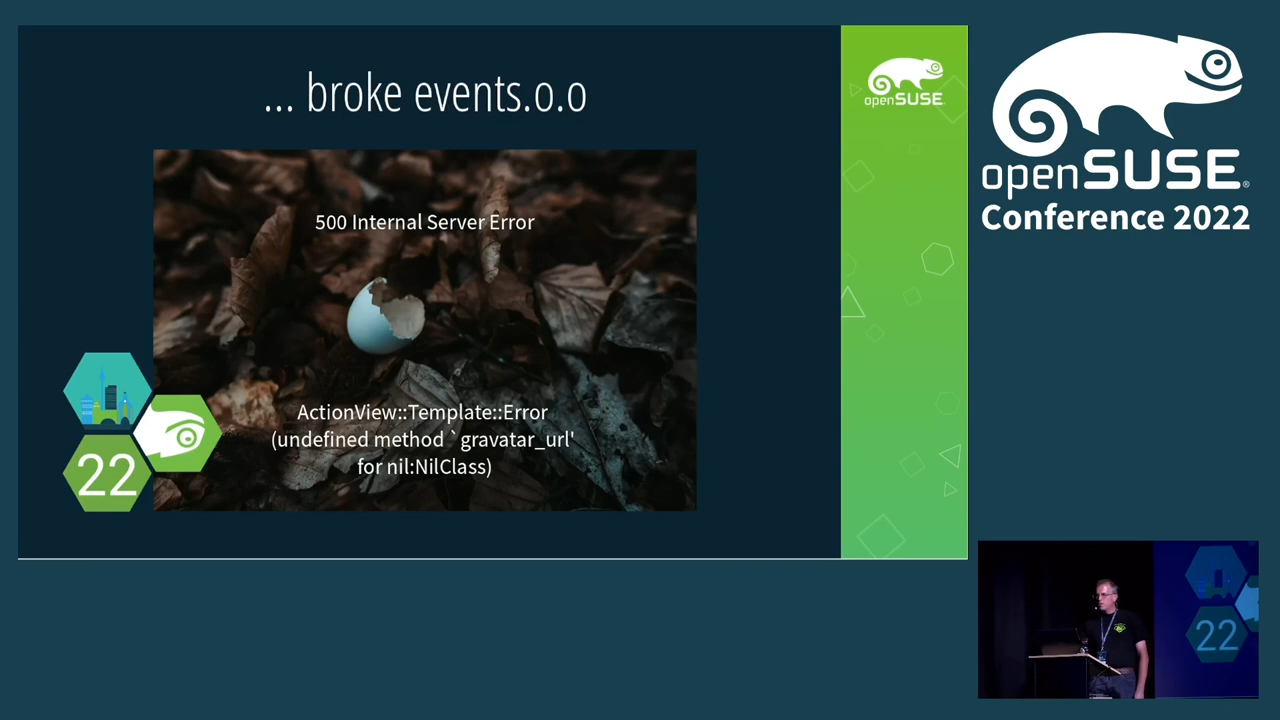 ... broke events.o.o
500 Internal Server Error
ActionView::Template::Error
(undefined method `gravatar_url'
for nil:NilClass)
22
openSUSE
openSUSE®
Conference 2022
22